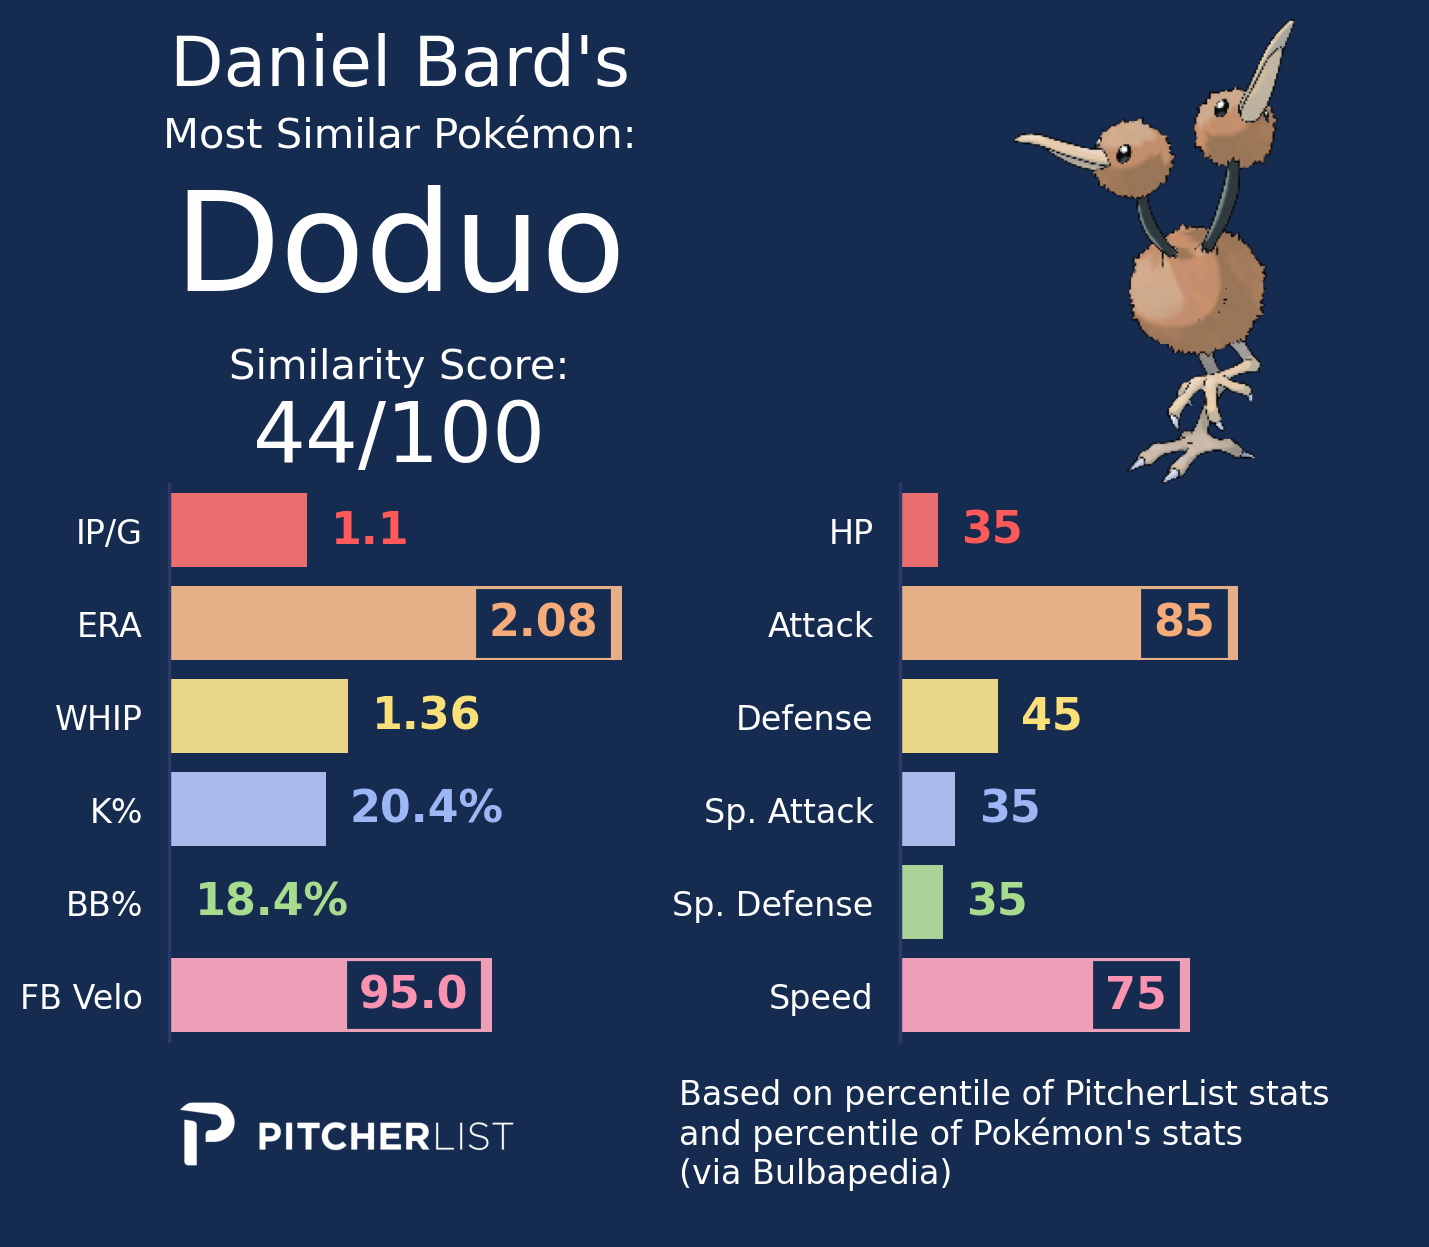 Daniel Bard's
Most Similar Pokémon:
Doduo
Similarity Score:
44/100
IP/G 1.1
ERA 2.08
WHIP 1.36
K% 20.4%
BB% 18.4%
FB Velo 95.0
HP 35
Attack 85
Defense 45
Sp. Attack 35
Sp. Defense 35
Speed 75
PITCHERLIST
Based on percentile of PitcherList stats
and percentile of Pokémon's stats
(via Bulbapedia)